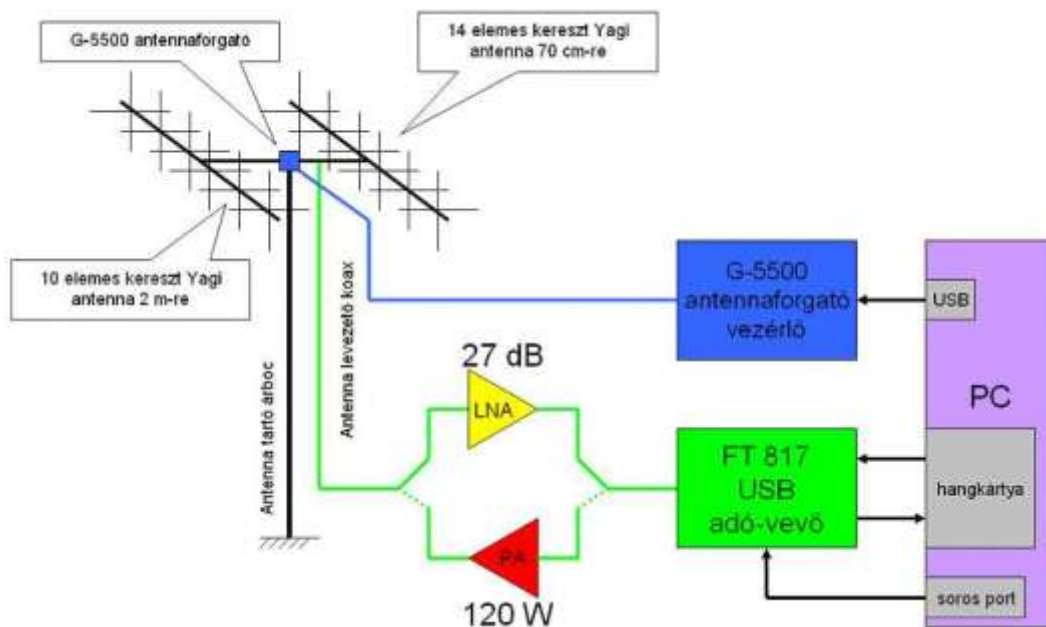 G-5500 antennaforgató
14 elemes kereszt Yagi
antenna 70 cm-re
10 elemes kereszt Yagi
antenna 2 m-re
Antenna tartó árboc
Antenna levezető koax
27 dB
LNA
PA
120 W
G-5500
antennaforgató
vezérlő
FT 817
USB
adó-vevő
USB
PC
hangkártya
soros port